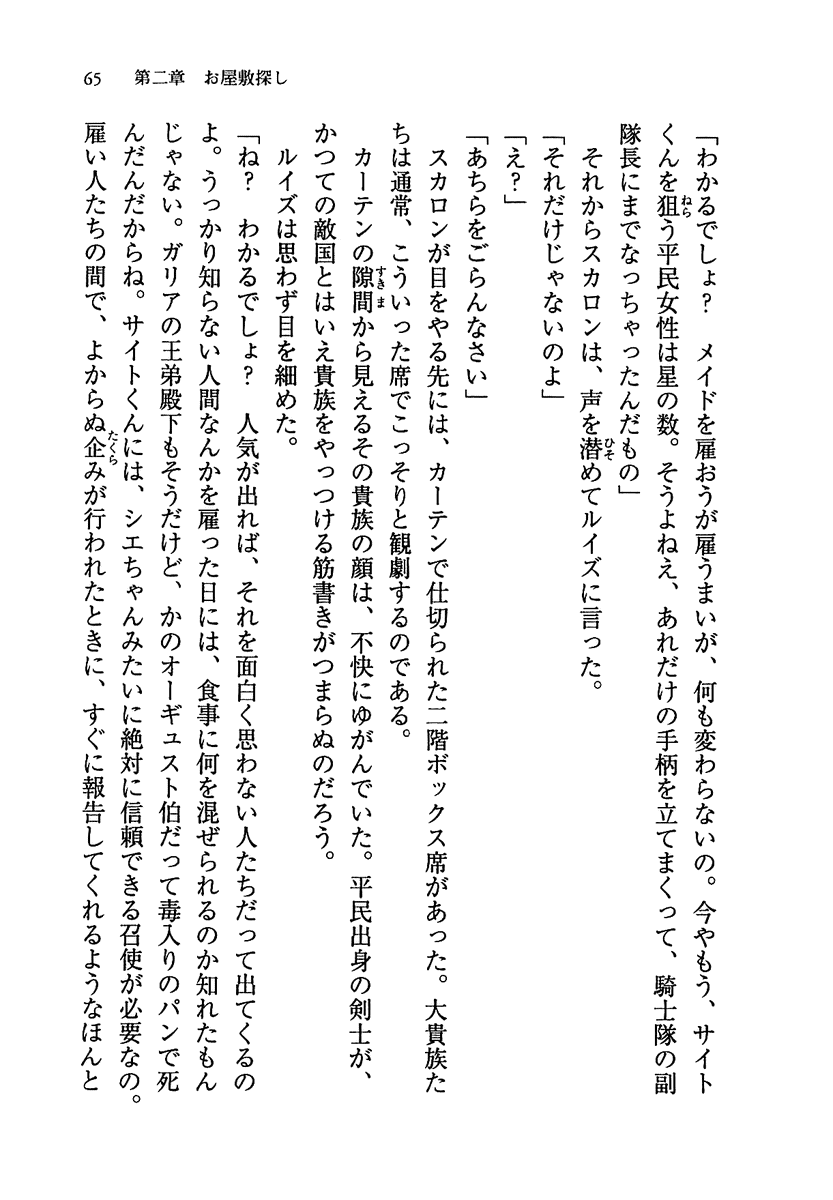 65　第二章　お屋敷探し
「わかるでしょ？　メイドを雇おうが雇うまいが、何も変わらないの。今やもう、サイト
くんを狙う平民女性は星の数。そうよねえ、あれだけの手柄を立てまくって、騎士隊の副
隊長にまでなっちゃったんだもの」
　それからスカロンは、声を潜めてルイズに言った。
「それだけじゃないのよ」
「え？」
「あちらをごらんなさい」
　スカロンが目をやる先には、カーテンで仕切られた二階ボックス席があった。大貴族た
ちは通常、こういった席でこっそりと観劇するのである。
　カーテンの隙間から見えるその貴族の顔は、不快にゆがんでいた。平民出身の剣士が、
かつての敵国とはいえ貴族をやっつける筋書きがつまらぬのだろう。
　ルイズは思わず目を細めた。
「ね？　わかるでしょ？　人気が出れば、それを面白く思わない人たちだって出てくるの
よ。うっかり知らない人間なんかを雇った日には、食事に何を混ぜられるのか知れたもん
じゃない。ガリアの王弟殿下もそうだけど、かのオーギュスト伯だって毒入りのパンで死
んだんだからね。サイトくんには、シエちゃんみたいに絶対に信頼できる召使が必要なの。
雇い人たちの間で、よからぬ企みが行われたときに、すぐに報告してくれるようなほんと